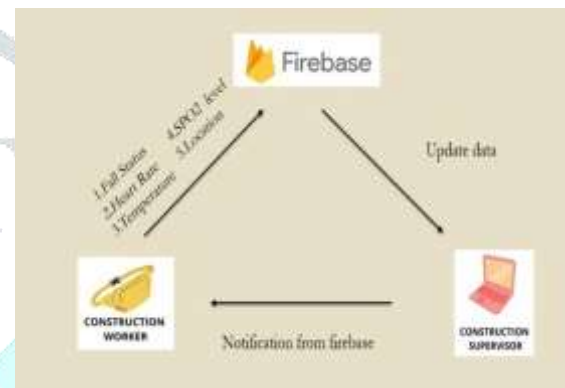 Firebase
1.Fall Status
2.Heart Rate
3.Temperature
4.SPO2 level
5.Location
Update data
CONSTRUCTION
WORKER
Notification from firebase
CONSTRUCTION
SUPERVISOR